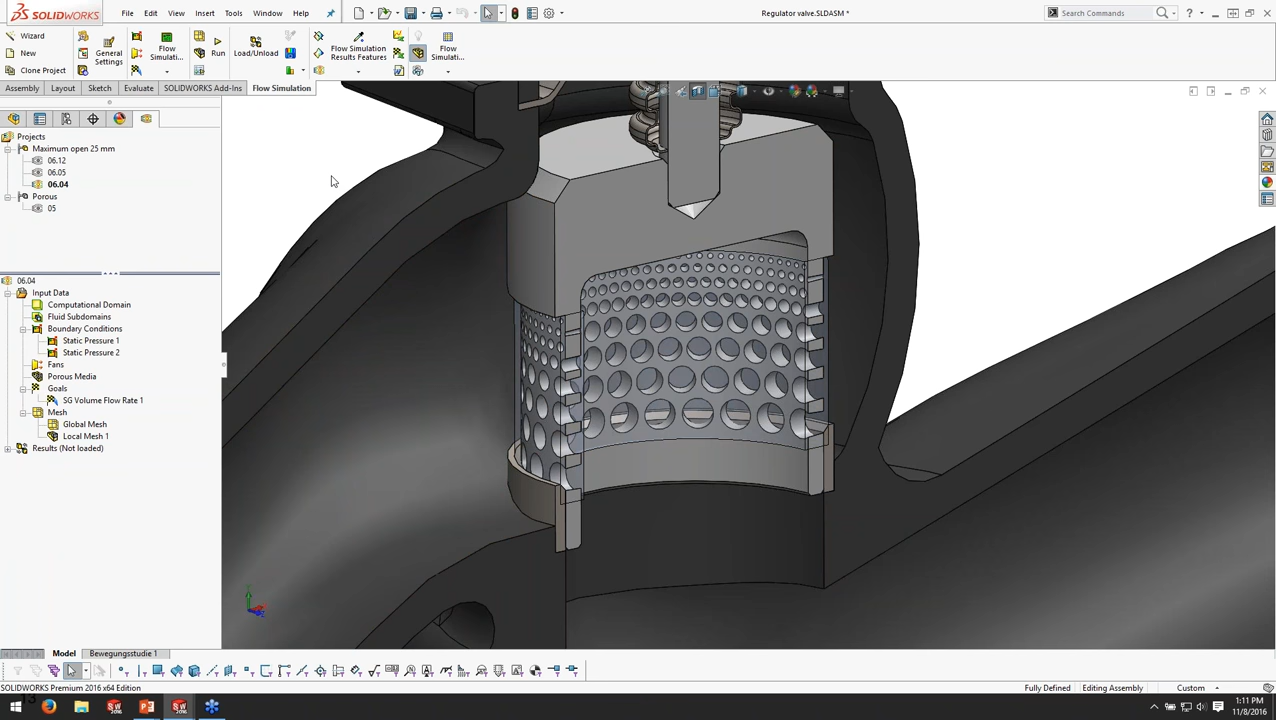 SOLIDWORKS File Edit View Insert Tools Window Help Regulator valve.SLDASM * Search Commands ?
Wizard
New
Clone Project
General Settings
Flow Simulati...
Run
Load/Unload
Flow Simulation Results Features
Flow Simulati...
Assembly Layout Sketch Evaluate SOLIDWORKS Add-Ins Flow Simulation
Projects
Maximum open 25 mm
06.12
06.05
06.04
Porous
05
06.04
Input Data
Computational Domain
Fluid Subdomains
Boundary Conditions
Static Pressure 1
Static Pressure 2
Fans
Porous Media
Goals
SG Volume Flow Rate 1
Mesh
Global Mesh
Local Mesh 1
Results (Not loaded)
Model Bewegungsstudie 1
SOLIDWORKS Premium 2016 x64 Edition Fully Defined Editing Assembly Custom
13
1:11 PM
11/8/2016